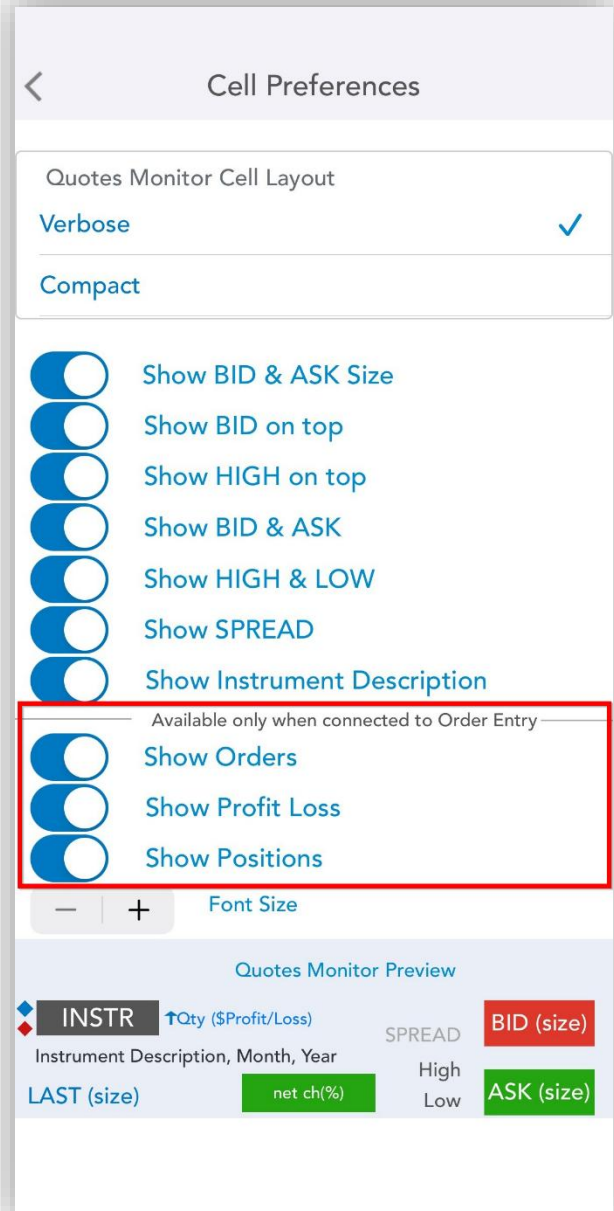 Cell Preferences
Quotes Monitor Cell Layout
Verbose
Compact
Show BID & ASK Size
Show BID on top
Show HIGH on top
Show BID & ASK
Show HIGH & LOW
Show SPREAD
Show Instrument Description
Available only when connected to Order Entry
Show Orders
Show Profit Loss
Show Positions
− + Font Size
Quotes Monitor Preview
INSTR ↑Qty ($Profit/Loss) SPREAD BID (size)
Instrument Description, Month, Year High
LAST (size) net ch(%) Low ASK (size)